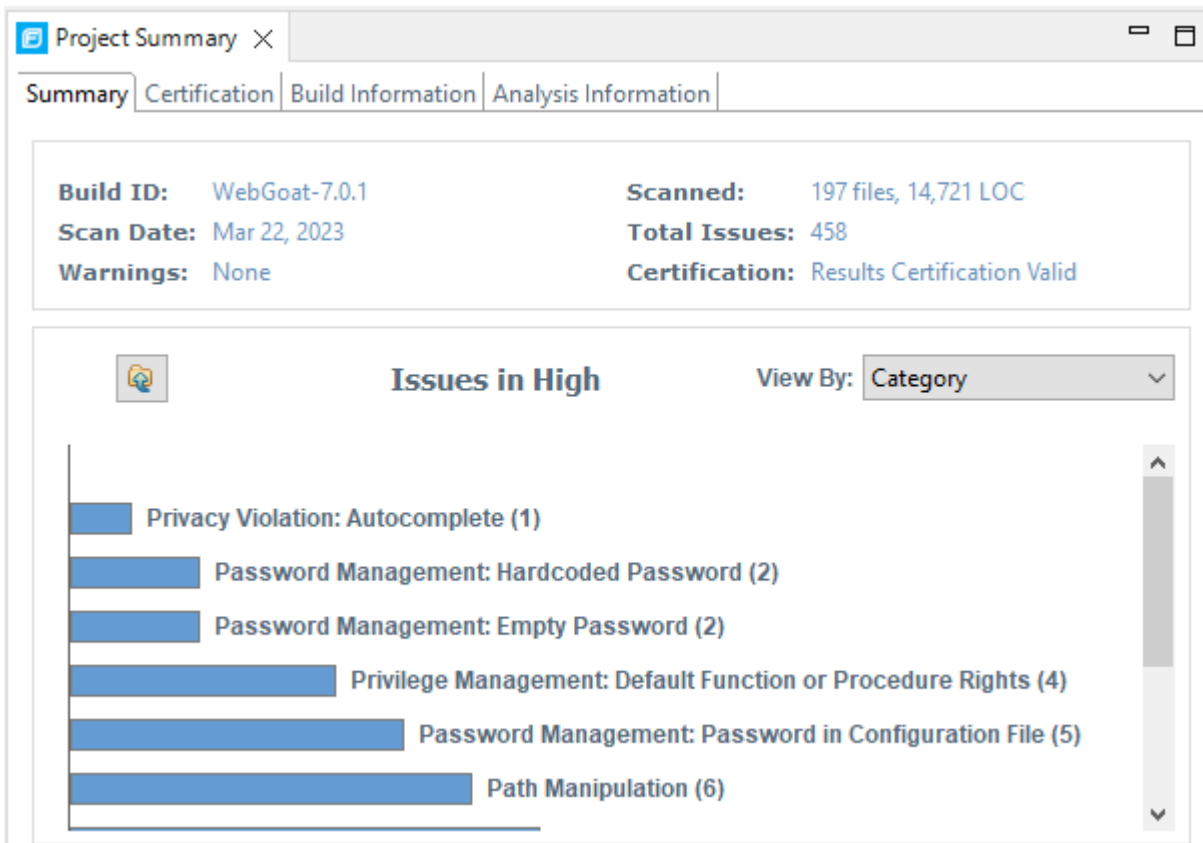 Project Summary
Summary Certification Build Information Analysis Information
Build ID: WebGoat-7.0.1 Scanned: 197 files, 14,721 LOC
Scan Date: Mar 22, 2023 Total Issues: 458
Warnings: None Certification: Results Certification Valid
Issues in High View By: Category
Privacy Violation: Autocomplete (1)
Password Management: Hardcoded Password (2)
Password Management: Empty Password (2)
Privilege Management: Default Function or Procedure Rights (4)
Password Management: Password in Configuration File (5)
Path Manipulation (6)